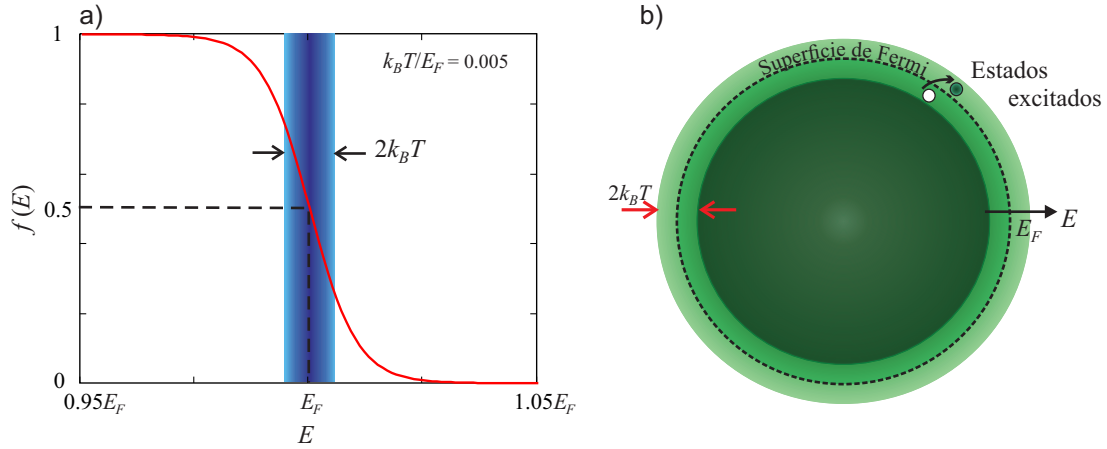 a)
1
k_BT/E_F = 0.005
2k_BT
0.5
f (E)
0
0.95E_F
E_F
1.05E_F
E
b)
Superficie de Fermi
Estados
excitados
2k_BT
E_F
E